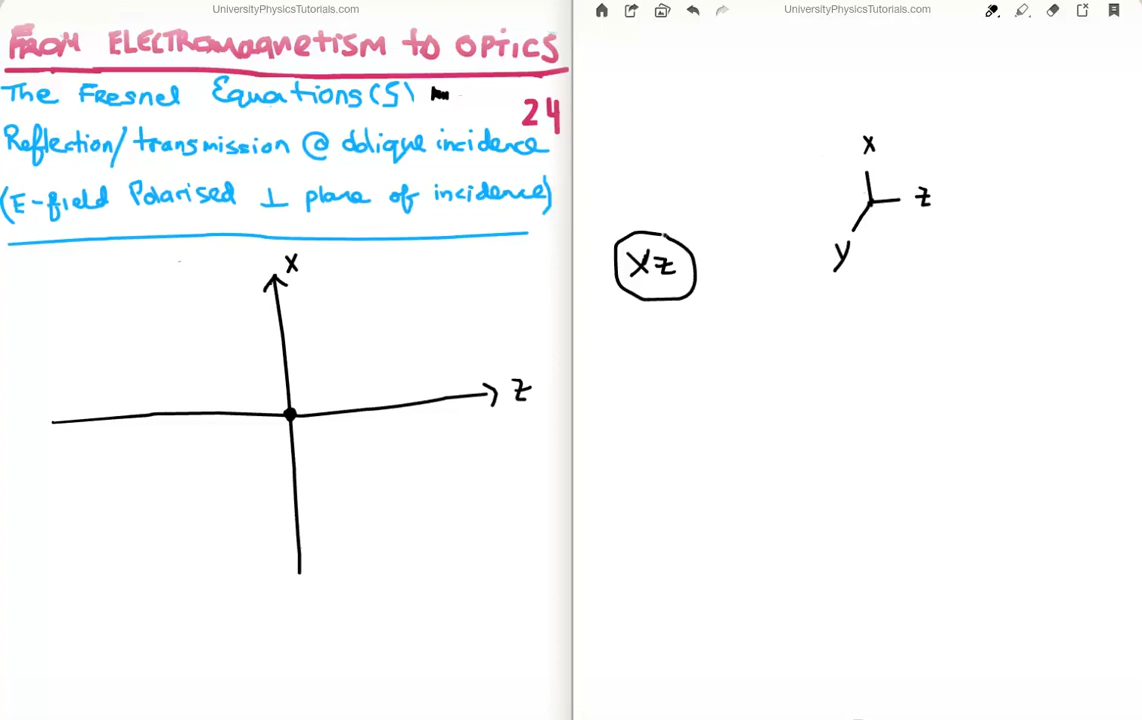 UniversityPhysicsTutorials.com
FROM ELECTRomagnetISm to OPTICS
The Fresnel Equations(5)
24
Reflection/transmission @ oblique incidence
(E-field Polarised ⊥ plane of incidence)
x
z
UniversityPhysicsTutorials.com
x
z
y
xz